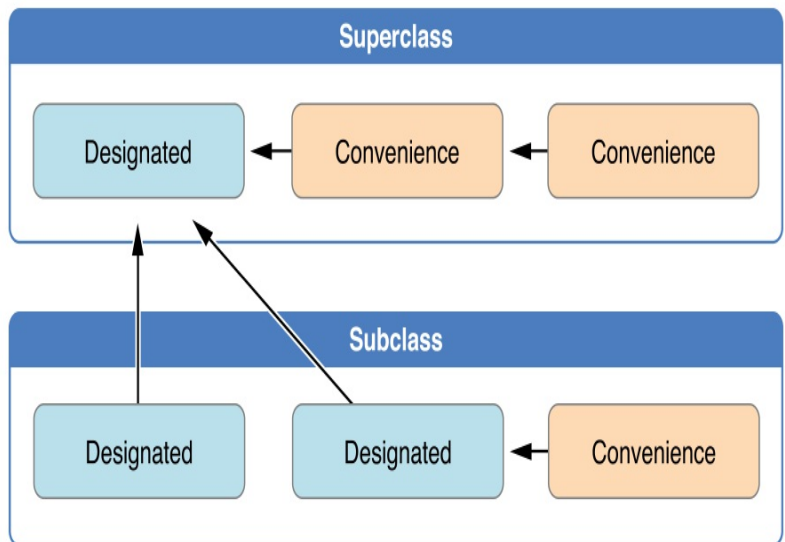 Superclass
Designated
Convenience
Convenience
Subclass
Designated
Designated
Convenience